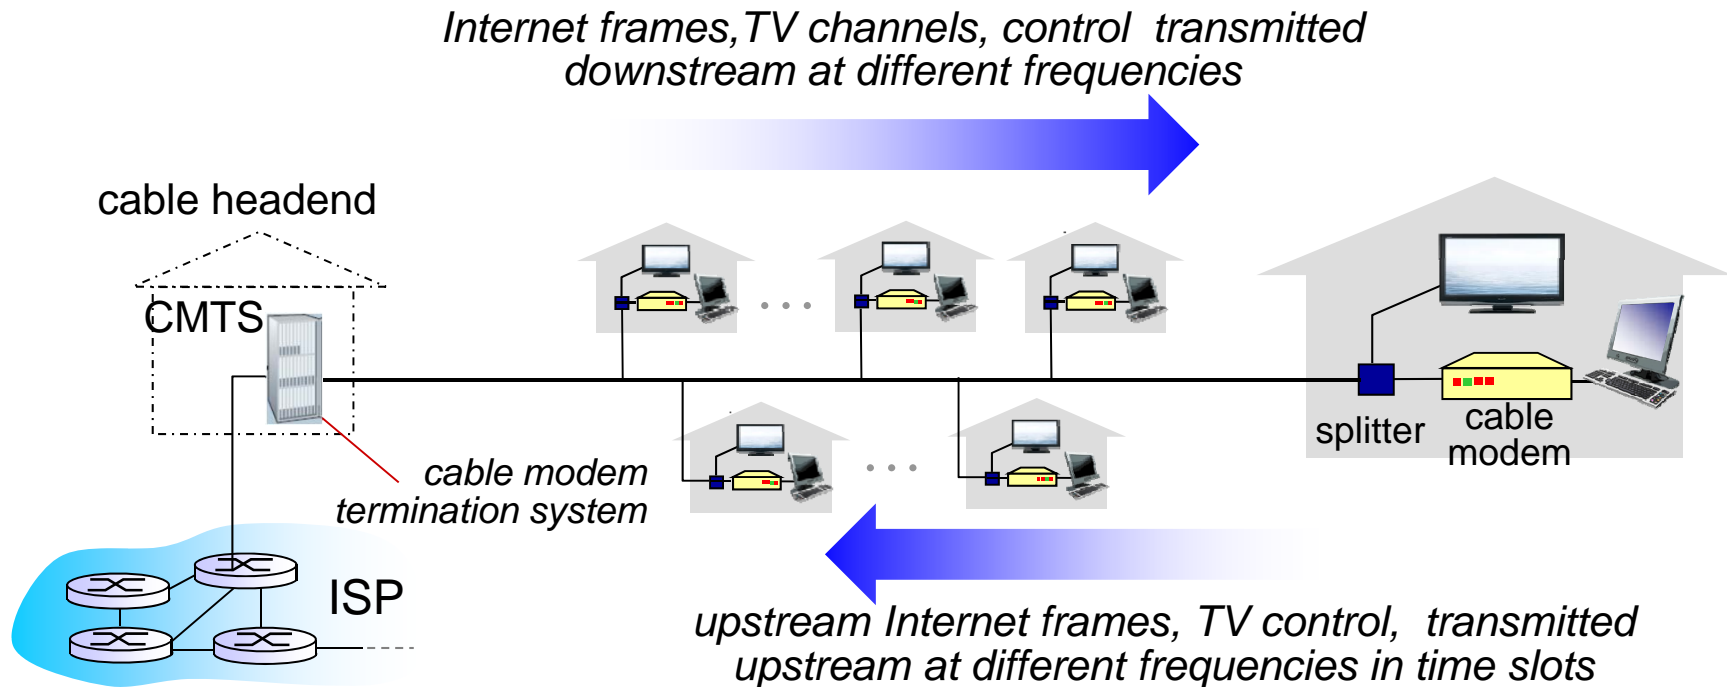 Internet frames,TV channels, control transmitted
downstream at different frequencies
cable headend
CMTS
splitter
cable
modem
cable modem
termination system
ISP
upstream Internet frames, TV control, transmitted
upstream at different frequencies in time slots